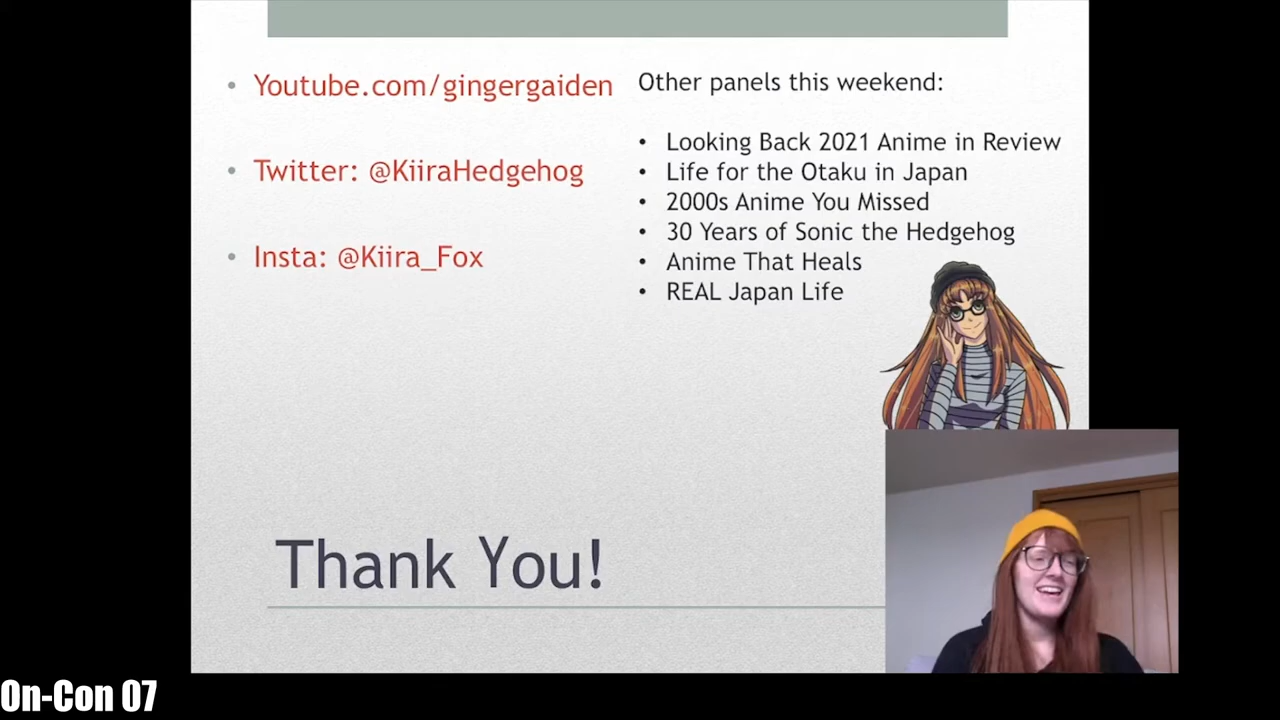 Youtube.com/gingergaiden
Twitter: @KiiraHedgehog
Insta: @Kiira_Fox
Other panels this weekend:
Looking Back 2021 Anime in Review
Life for the Otaku in Japan
2000s Anime You Missed
30 Years of Sonic the Hedgehog
Anime That Heals
REAL Japan Life
Thank You!
On-Con 07